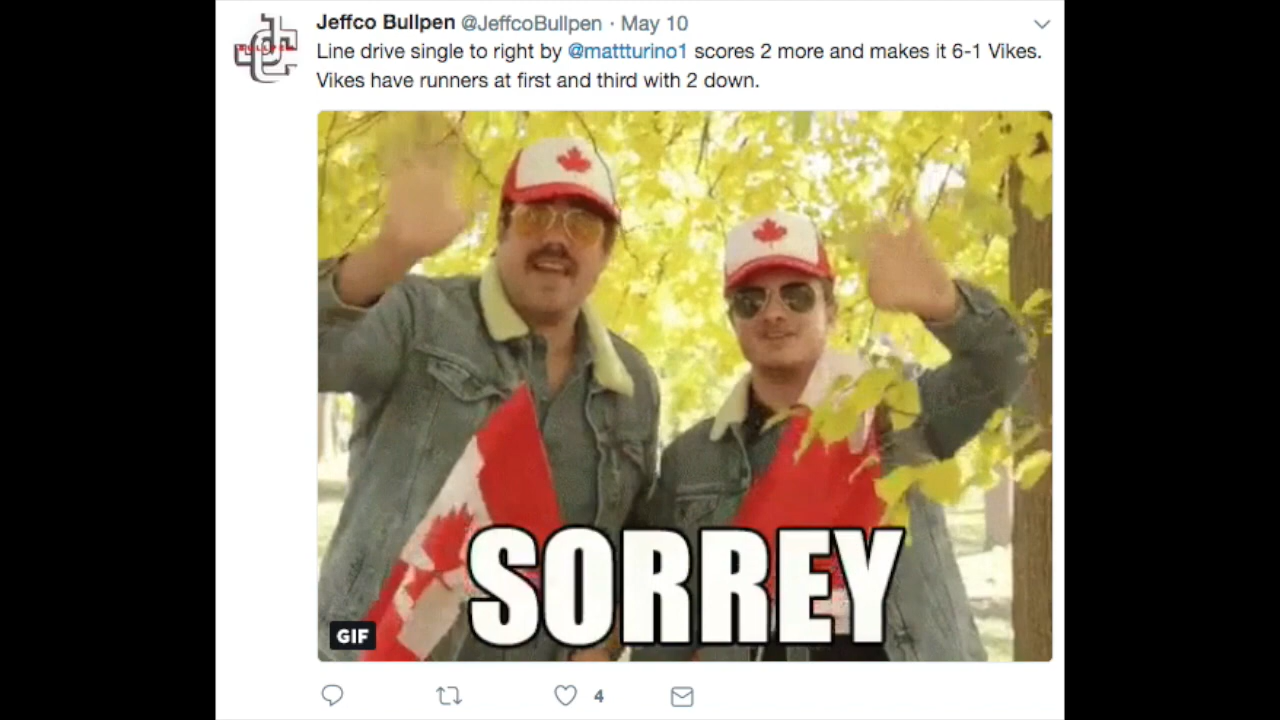 Jeffco Bullpen @JeffcoBullpen · May 10
Line drive single to right by @mattturino1 scores 2 more and makes it 6-1 Vikes.
Vikes have runners at first and third with 2 down.
BULLPEN
SORREY
GIF
4